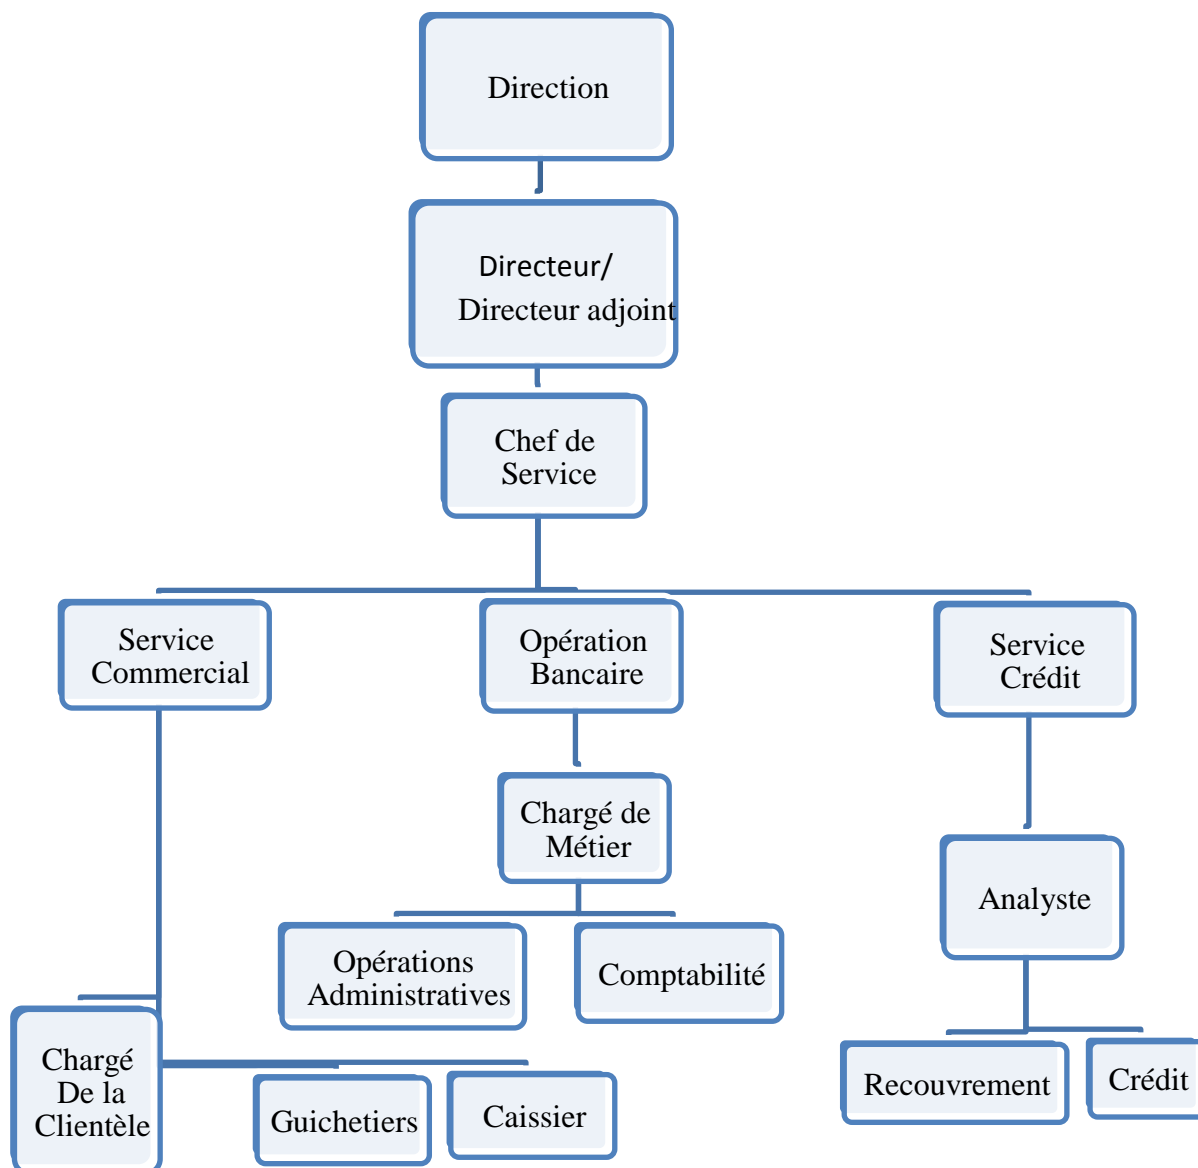 Direction
Directeur/
Directeur adjoint
Chef de
Service
Service
Commercial
Opération
Bancaire
Service
Crédit
Chargé de
Métier
Analyste
Opérations
Administratives
Comptabilité
Chargé
De la
Clientèle
Guichetiers
Caissier
Recouvrement
Crédit